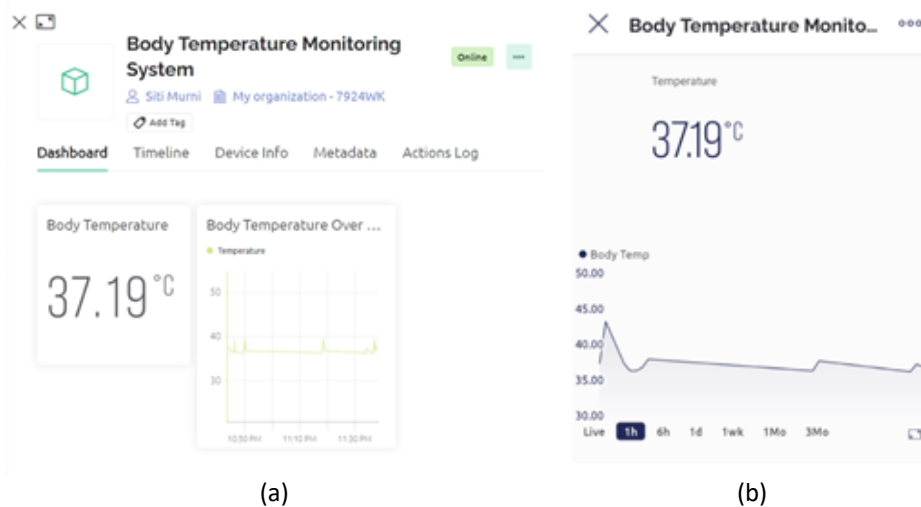 Body Temperature Monitoring
System
Online
Siti Murni My organization - 7924WK
Add Tag
Dashboard Timeline Device Info Metadata Actions Log
Body Temperature
37.19°C
Body Temperature Over ...
Temperature
50
40
30
10:30 PM 11:10 PM 11:30 PM
(a)
Body Temperature Monito...
Temperature
37.19°C
Body Temp
50.00
45.00
40.00
35.00
30.00
Live 1h 6h 1d 1wk 1Mo 3Mo
(b)